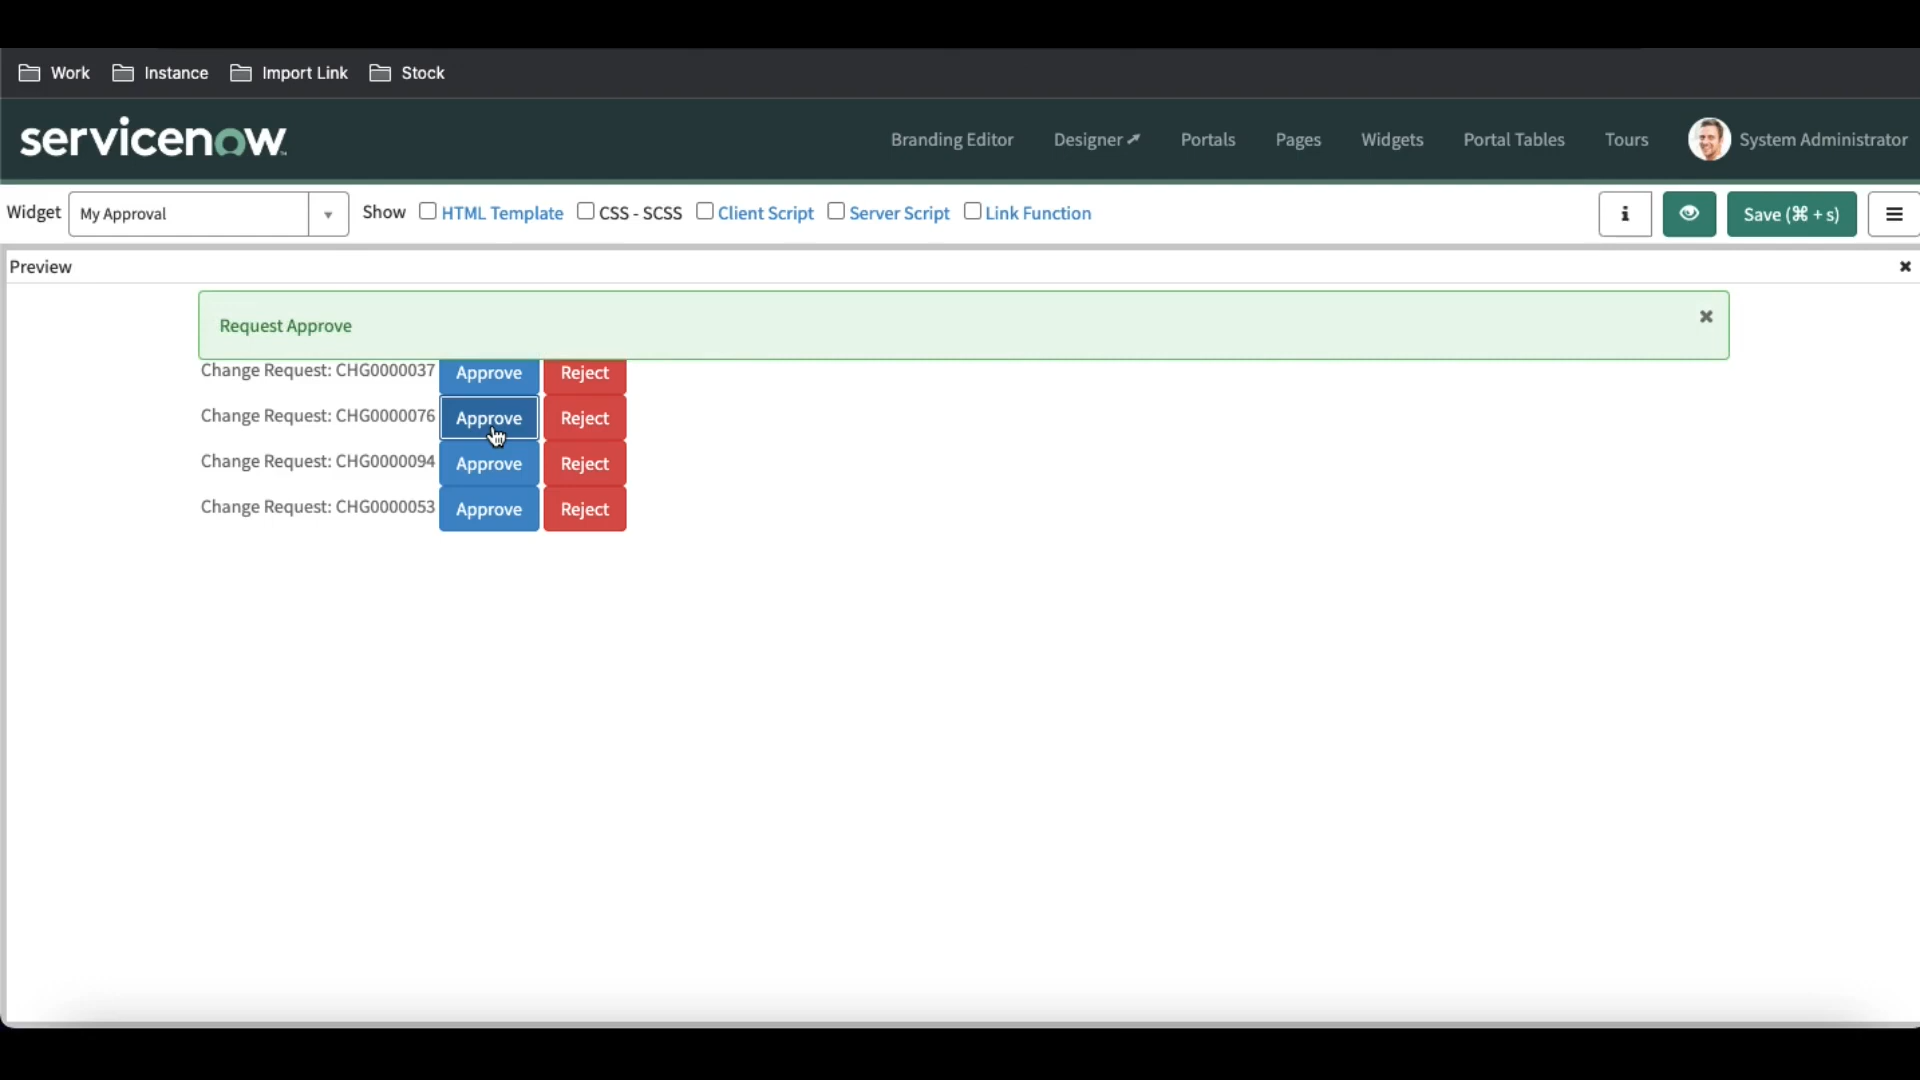 Work Instance Import Link Stock
servicenow Branding Editor Designer Portals Pages Widgets Portal Tables Tours System Administrator
Widget My Approval Show HTML Template CSS - SCSS Client Script Server Script Link Function i Save (⌘ + s)
Preview
Request Approve
Change Request: CHG0000037 Approve Reject
Change Request: CHG0000076 Approve Reject
Change Request: CHG0000094 Approve Reject
Change Request: CHG0000053 Approve Reject